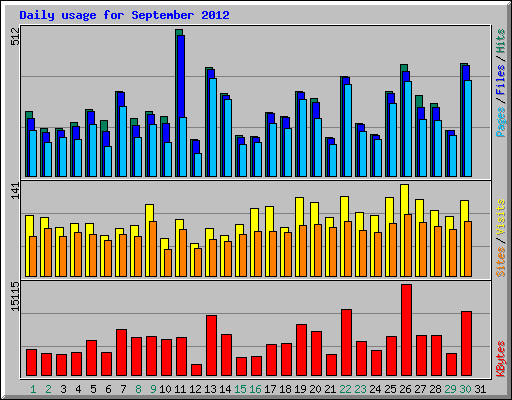 Daily usage for September 2012
512
Pages / Files / Hits
141
Sites / Visits
15115
KBytes
1 2 3 4 5 6 7 8 9 10 11 12 13 14 15 16 17 18 19 20 21 22 23 24 25 26 27 28 29 30 31